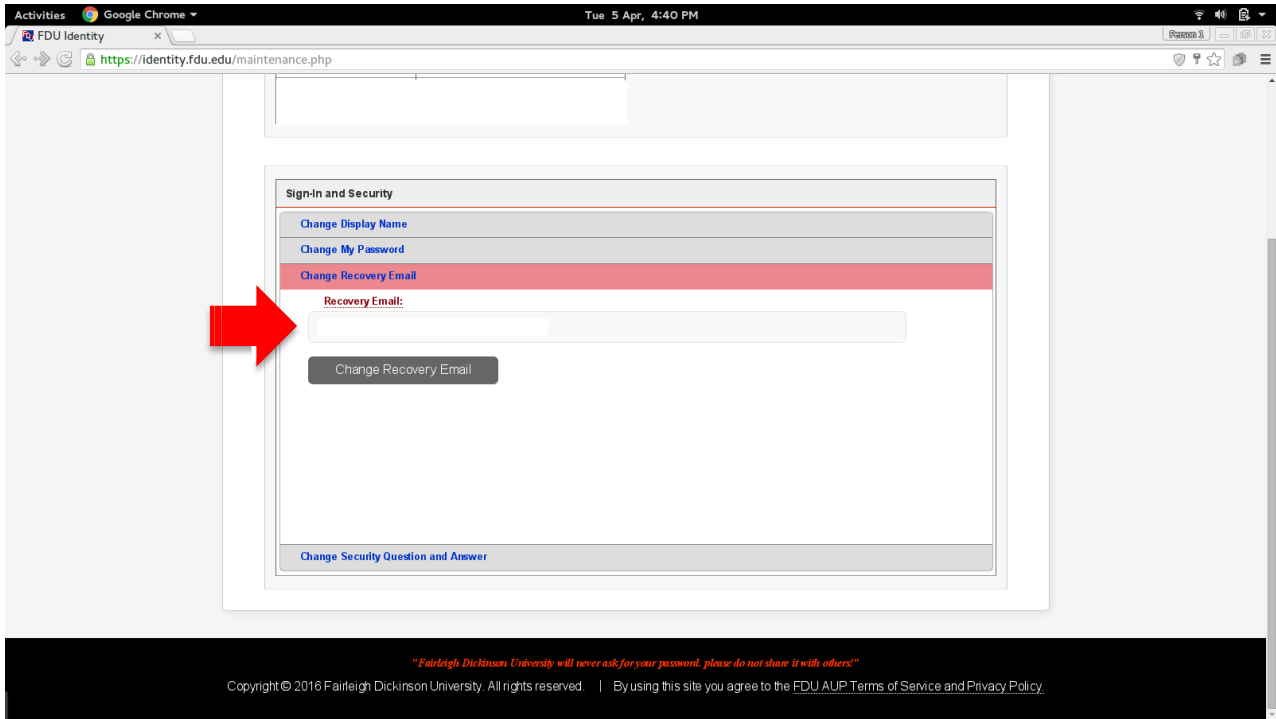 Activities Google Chrome Tue 5 Apr, 4:40 PM
FDU Identity Person 1
https://identity.fdu.edu/maintenance.php
Sign-In and Security
Change Display Name
Change My Password
Change Recovery Email
Recovery Email:
Change Recovery Email
Change Security Question and Answer
"Fairleigh Dickinson University will never ask for your password. please do not share it with others!"
Copyright © 2016 Fairleigh Dickinson University. All rights reserved. | By using this site you agree to the FDU AUP Terms of Service and Privacy Policy.